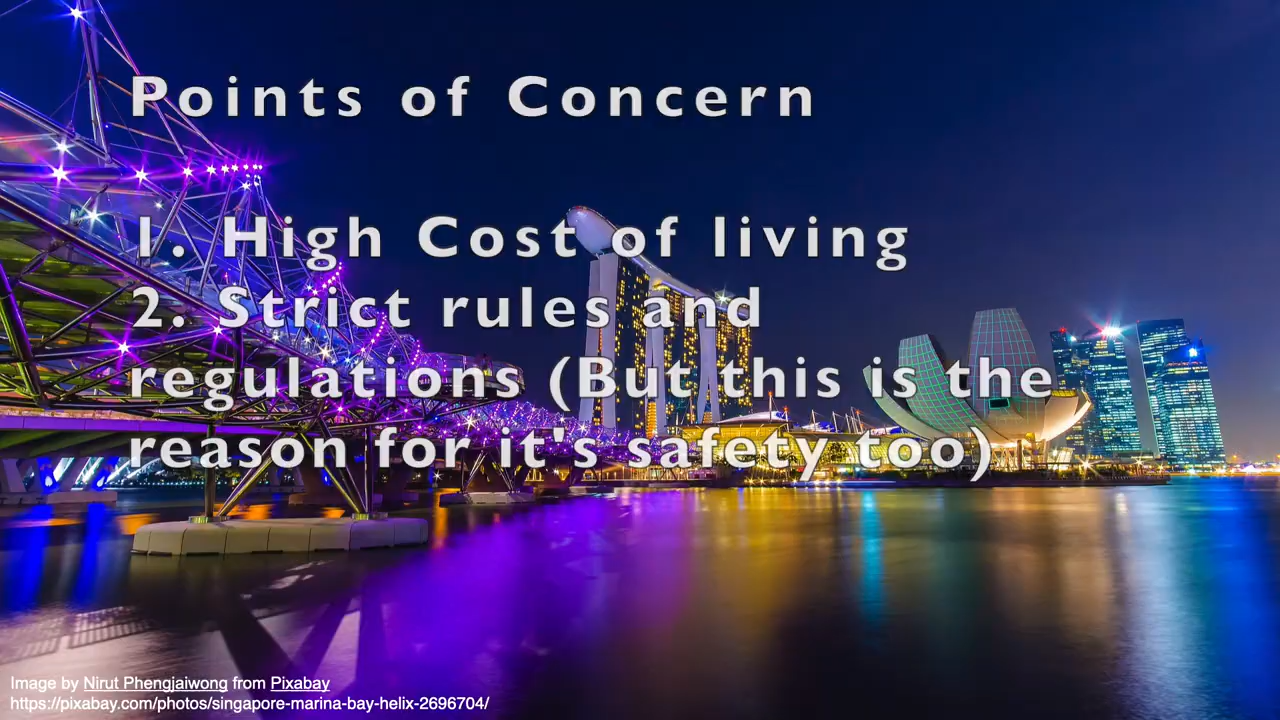 Points of Concern
1. High Cost of living
2. Strict rules and
regulations (But this is the
reason for it's safety too)
Image by Nirut Phengjaiwong from Pixabay
https://pixabay.com/photos/singapore-marina-bay-helix-2696704/